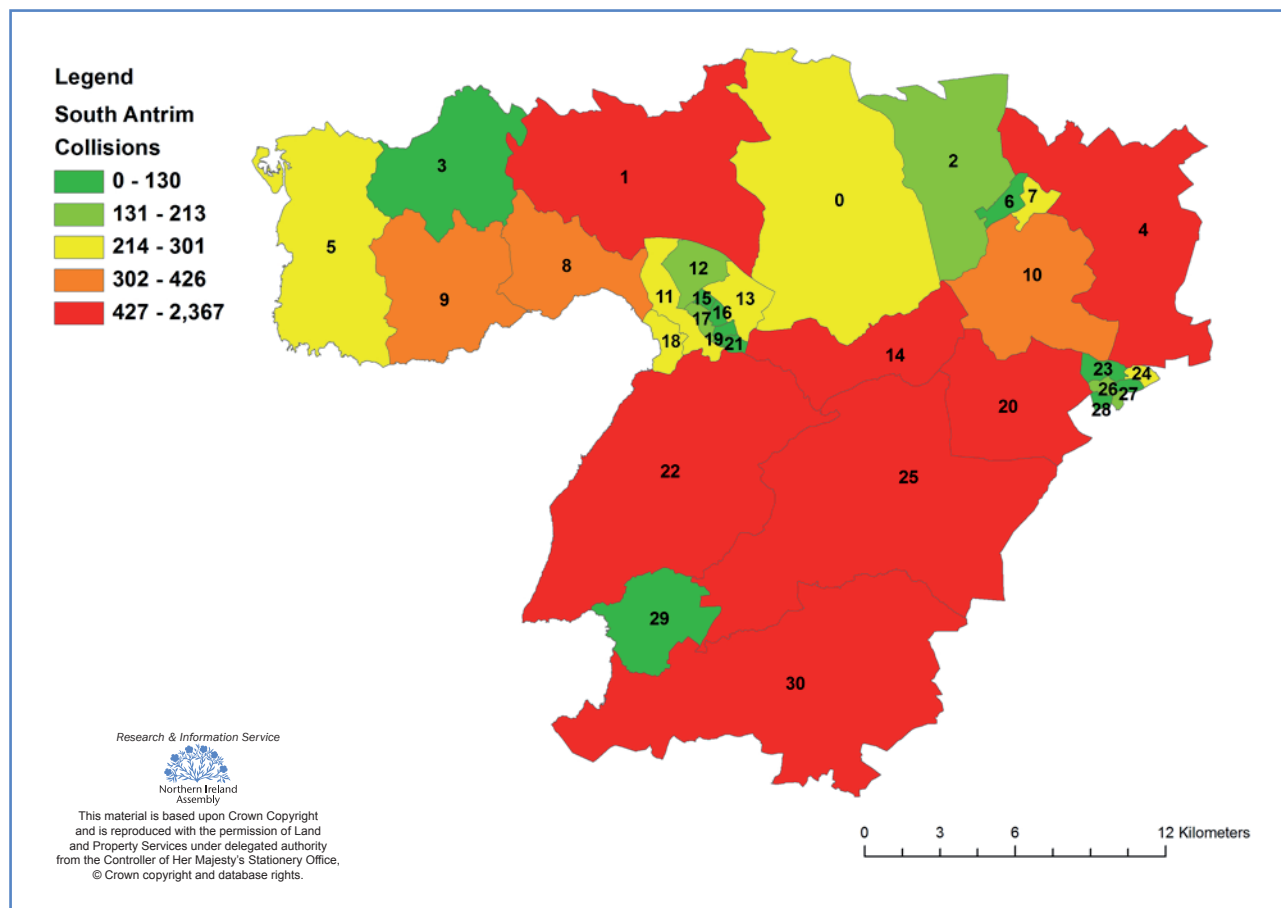 Legend
South Antrim
Collisions
0 - 130
131 - 213
214 - 301
302 - 426
427 - 2,367
3
1
2
0
6
7
4
5
9
8
10
12
11
13
15
16
17
18
19
21
14
23
24
26
27
28
20
22
25
29
30
Research & Information Service
Northern Ireland
Assembly
This material is based upon Crown Copyright
and is reproduced with the permission of Land
and Property Services under delegated authority
from the Controller of Her Majesty's Stationery Office,
© Crown copyright and database rights.
0 3 6 12 Kilometers